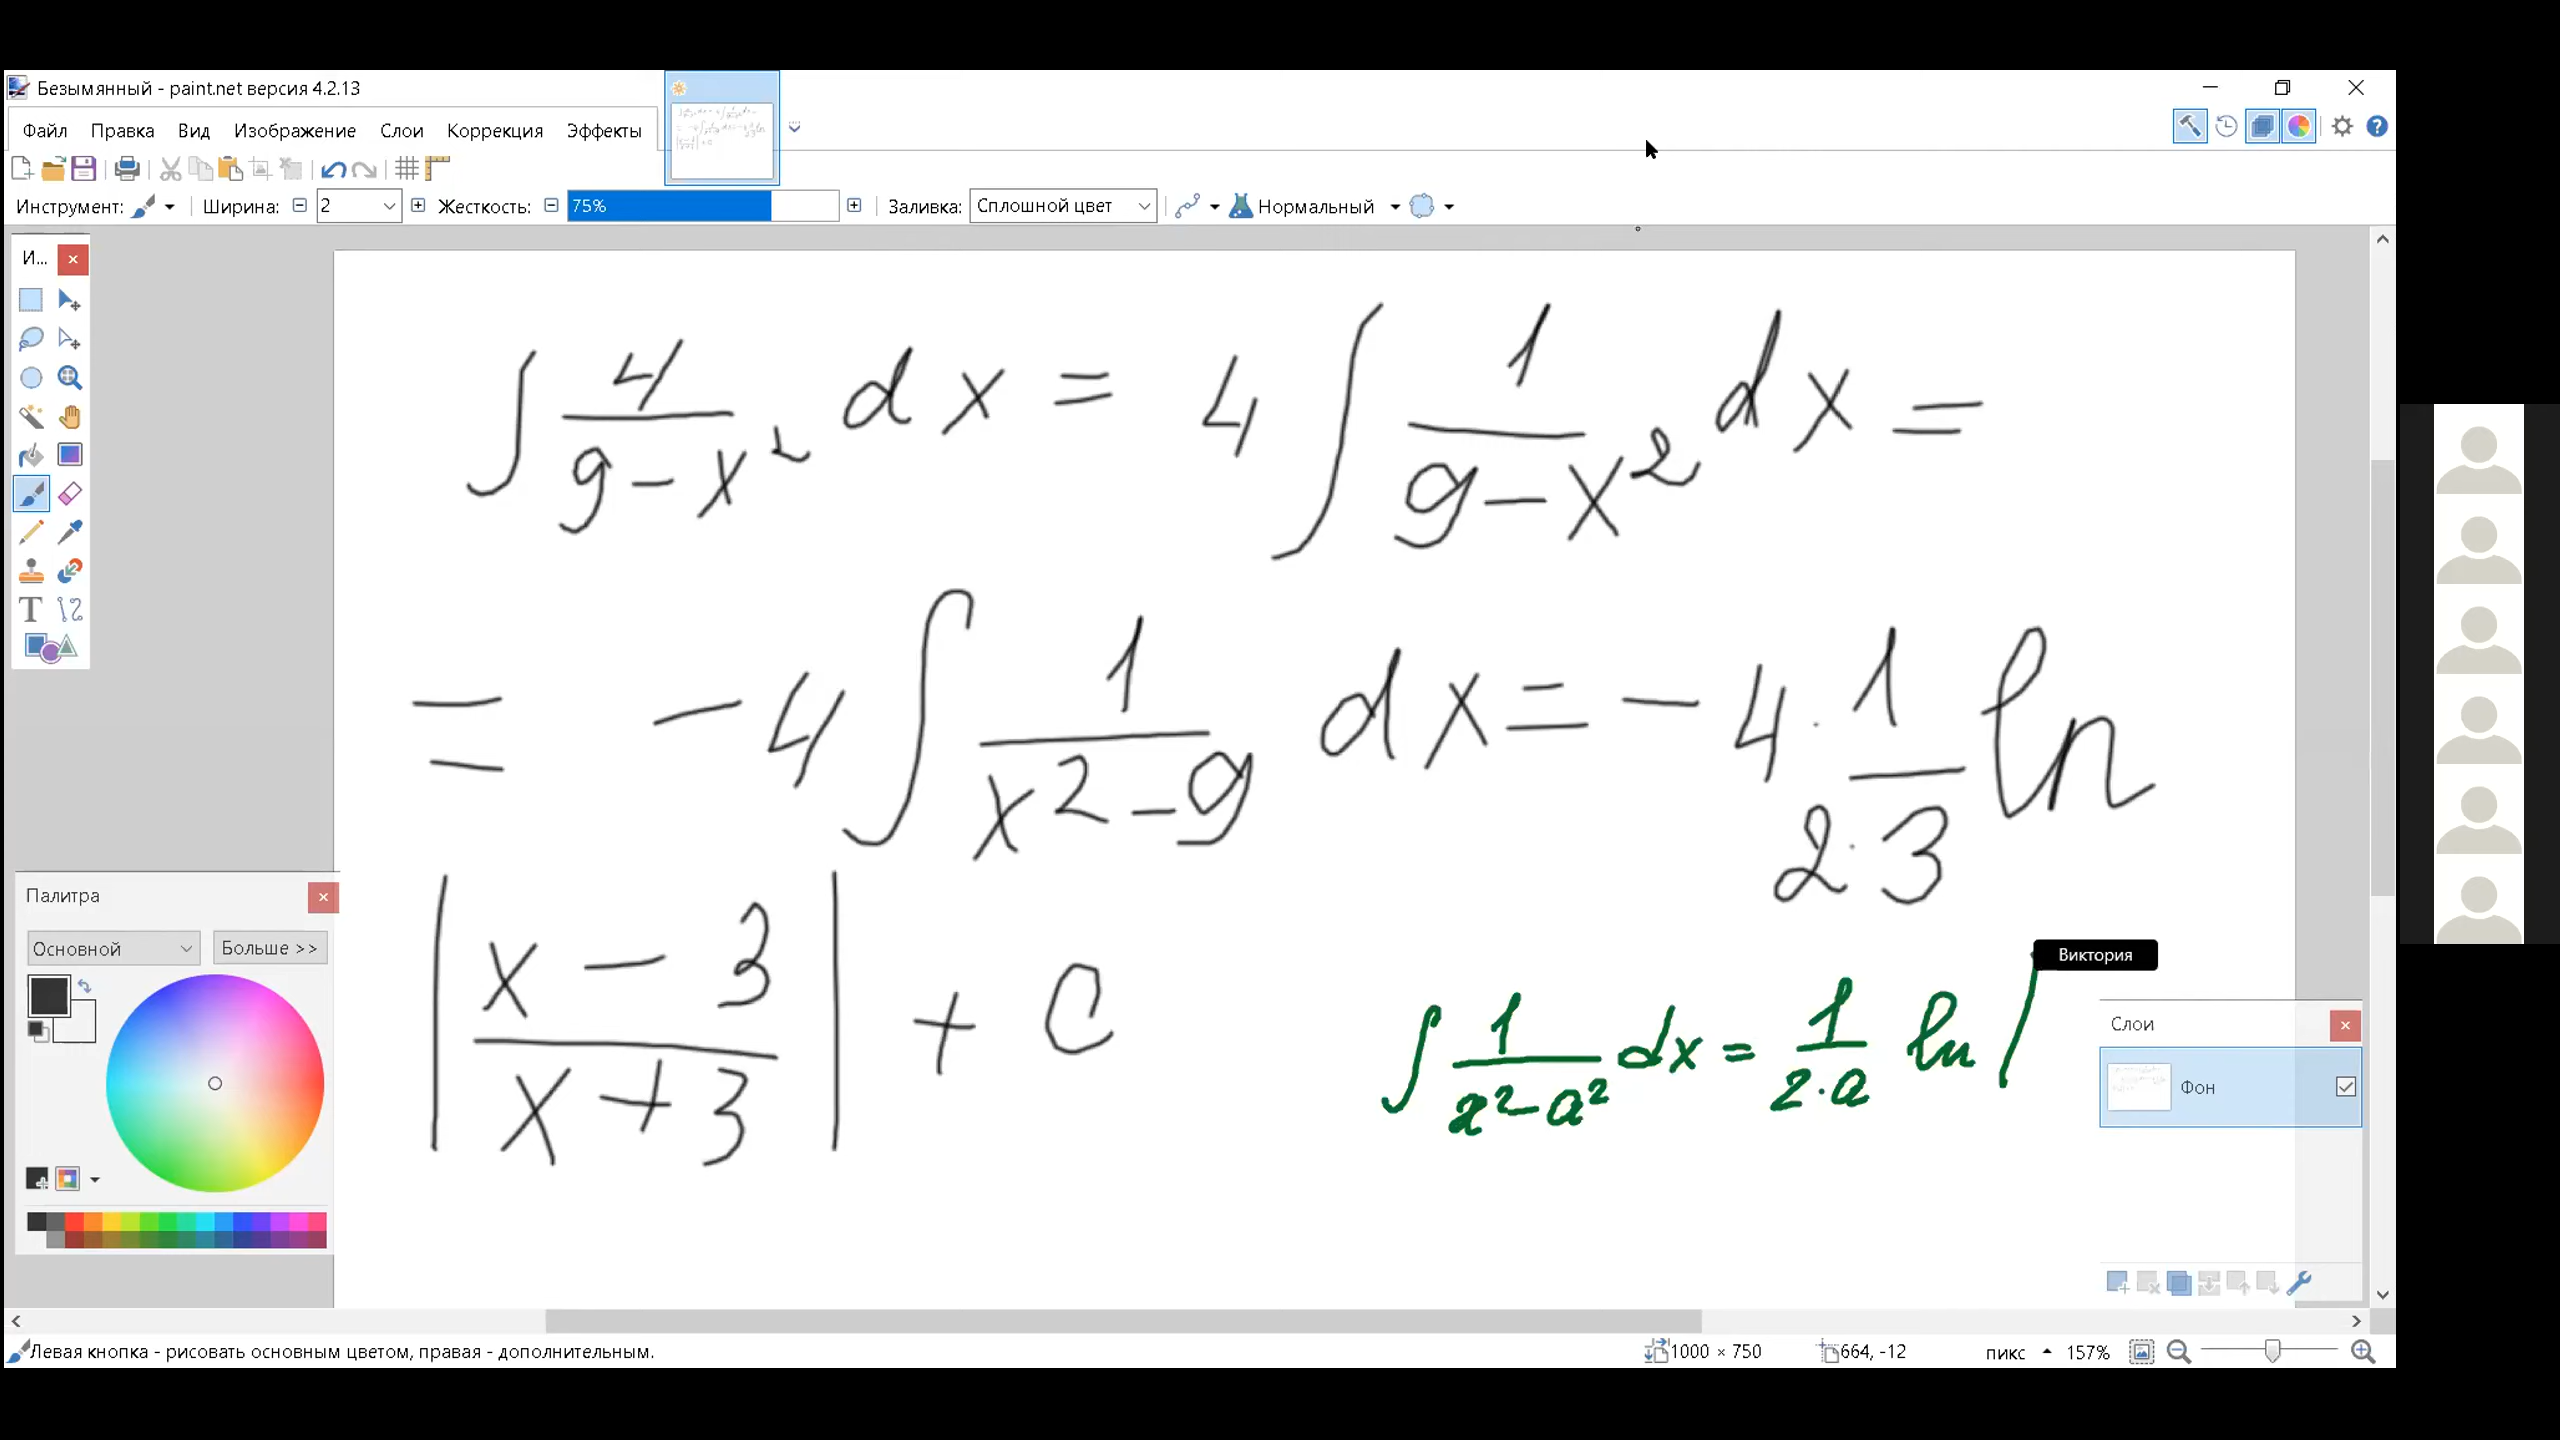 Безымянный - paint.net версия 4.2.13
Файл Правка Вид Изображение Слои Коррекция Эффекты
Инструмент: Ширина: 2 Жесткость: 75% Заливка: Сплошной цвет Нормальный
И...
∫ 4/(9 − x²) dx = 4 ∫ 1/(9 − x²) dx =
= − 4 ∫ 1/(x² − 9) dx = − 4 · 1/(2·3) ln
|(x − 3)/(x + 3)| + C
Виктория
∫ 1/(x² − a²) dx = 1/(2·a) ln |
Палитра
Основной Больше >>
Слои
Фон
Левая кнопка - рисовать основным цветом, правая - дополнительным. 1000 × 750 664, -12 пикс 157%